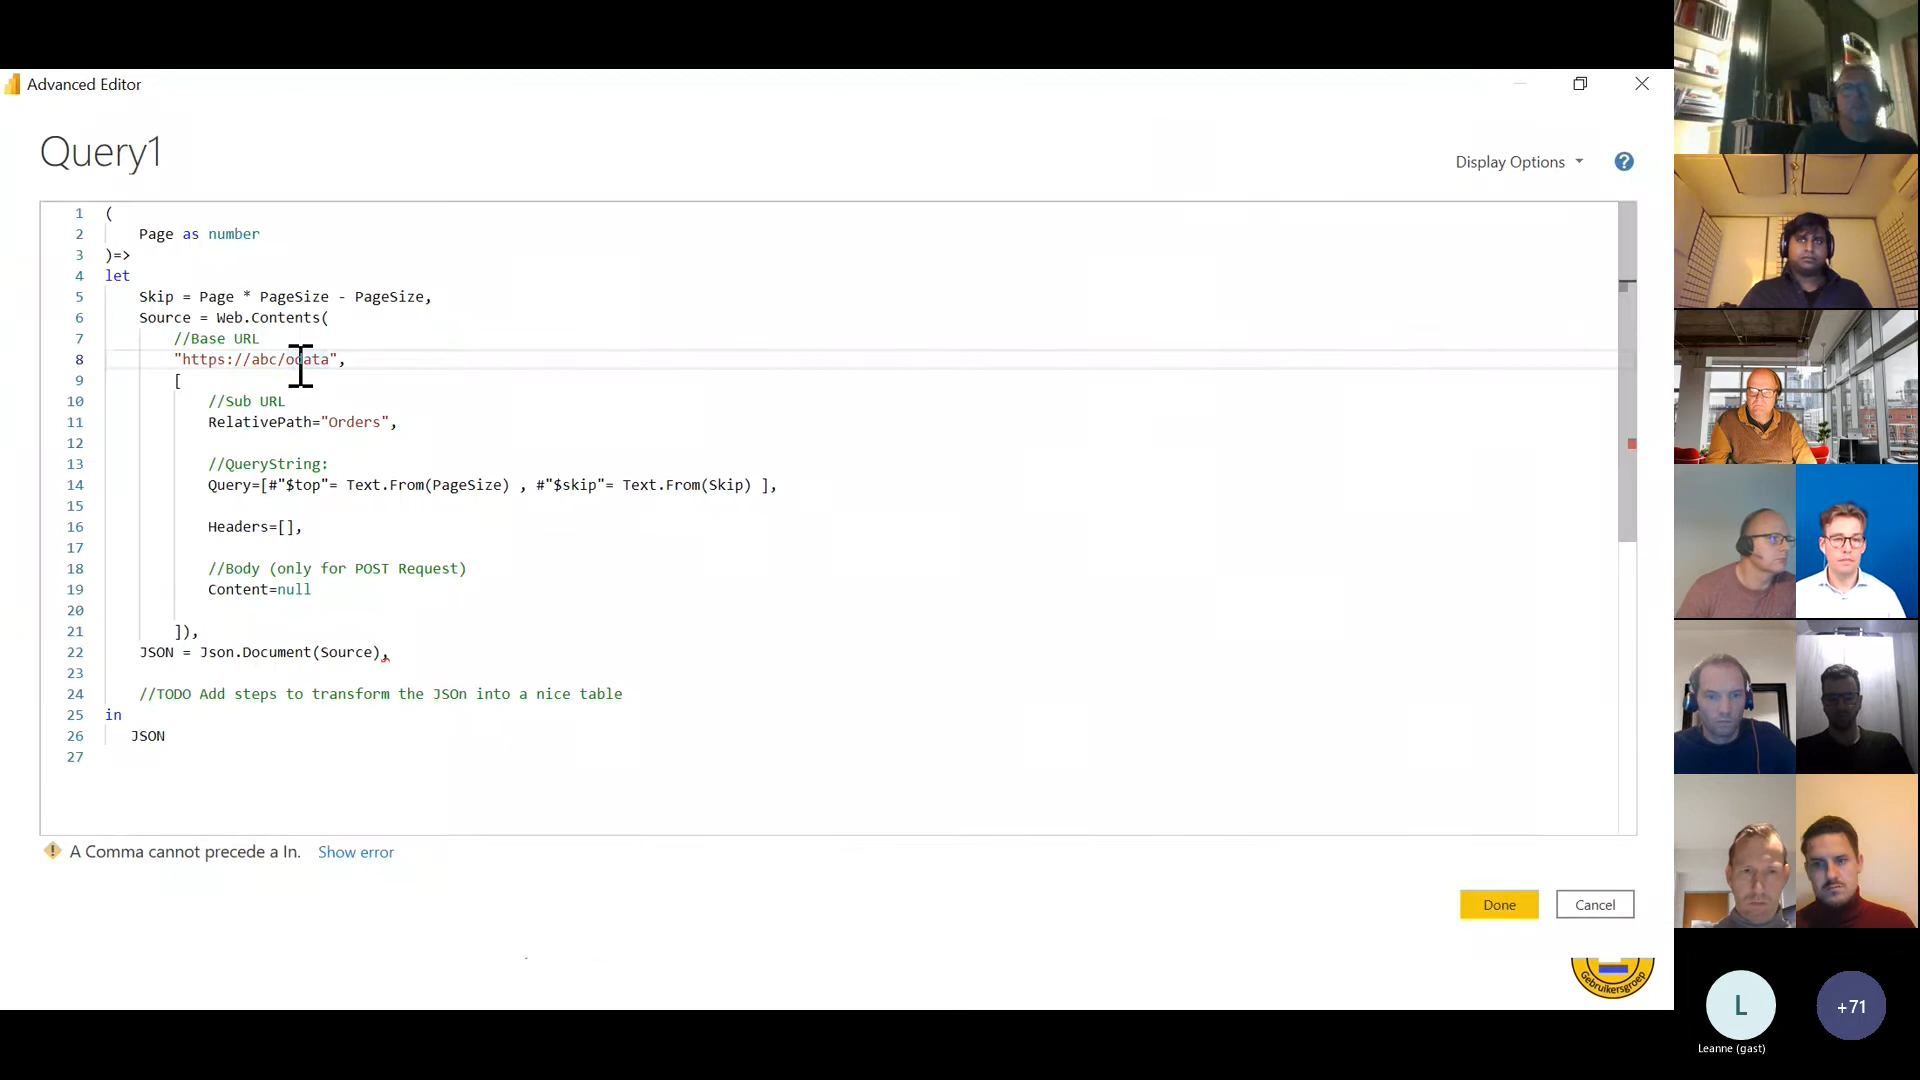 Advanced Editor
Query1
Display Options
?
1 (
2 Page as number
3 )=>
4 let
5 Skip = Page * PageSize - PageSize,
6 Source = Web.Contents(
7 //Base URL
8 "https://abc/odata",
9 [
10 //Sub URL
11 RelativePath="Orders",
12
13 //QueryString:
14 Query=[#"$top"= Text.From(PageSize) , #"$skip"= Text.From(Skip) ],
15
16 Headers=[],
17
18 //Body (only for POST Request)
19 Content=null
20
21 ]),
22 JSON = Json.Document(Source),
23
24 //TODO Add steps to transform the JSOn into a nice table
25 in
26 JSON
27
A Comma cannot precede a In. Show error
Done Cancel
Gebruikersgroep
L +71
Leanne (gast)